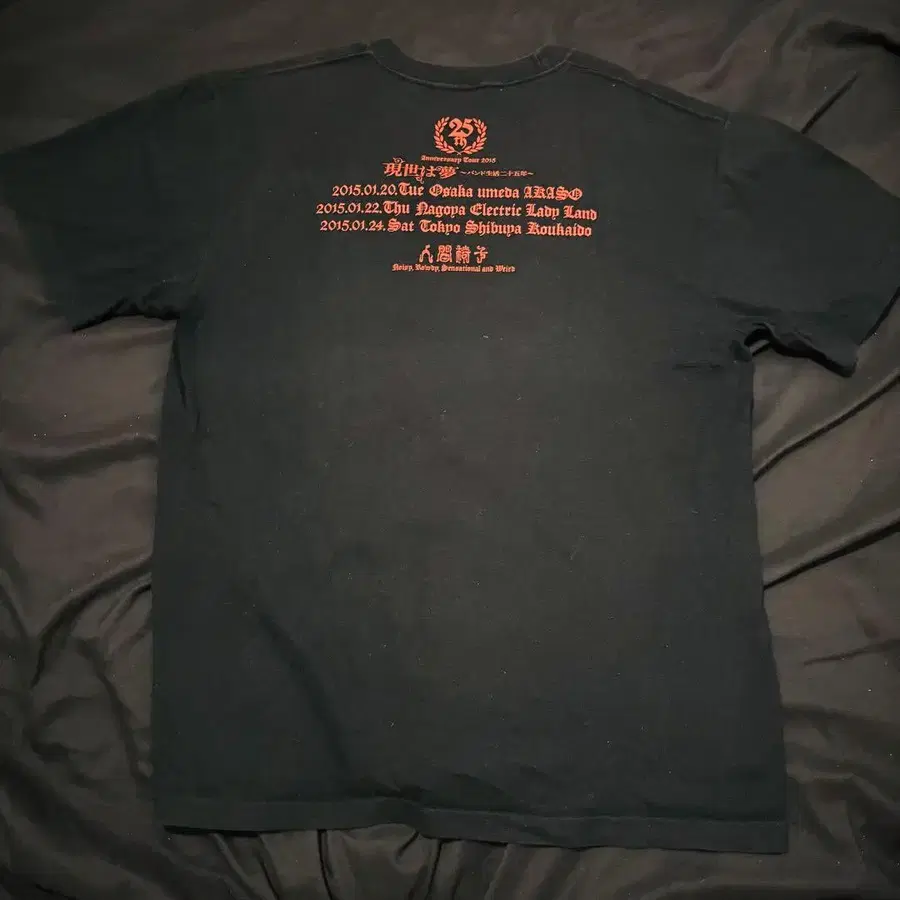 25
th
Anniversary Tour 2015
現世は夢 ～バンド生活二十五年～
2015.01.20.Tue Osaka umeda AKASO
2015.01.22.Thu Nagoya Electric Lady Land
2015.01.24.Sat Tokyo Shibuya Koukaido
人間椅子
Noisy, Rowdy, Sensational and Weird